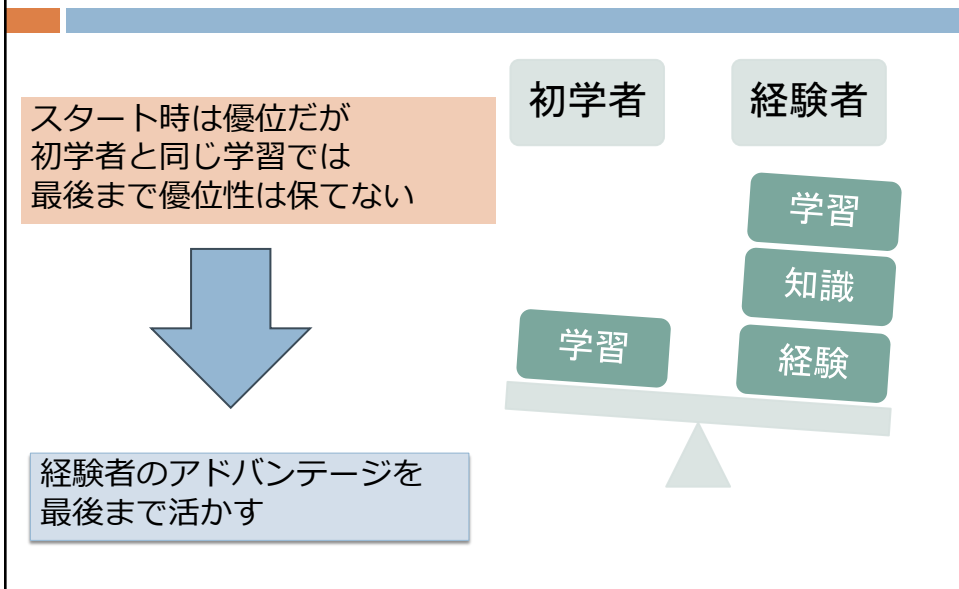 スタート時は優位だが
初学者と同じ学習では
最後まで優位性は保てない
経験者のアドバンテージを
最後まで活かす
初学者
経験者
学習
学習
知識
経験